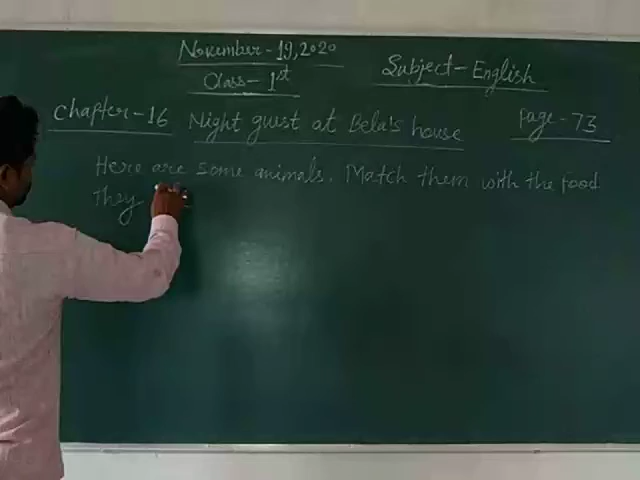 November-19, 2020
Class-1st
Subject-English
Chapter-16 Night guest at Bela's house Page-73
Here are some animals. Match them with the food
they